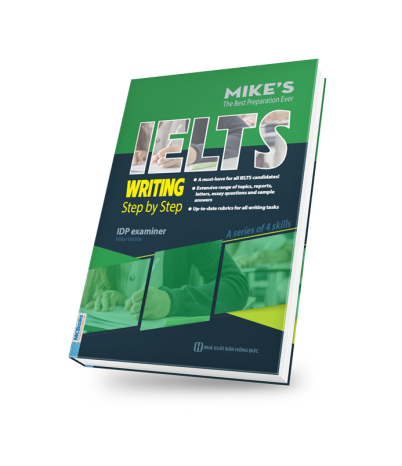 MIKE'S
The Best Preparation Ever
IELTS
WRITING
Step by Step
● A must-have for all IELTS candidates!
● Extensive range of topics, reports,
letters, essay questions and sample
answers
● Up-to-date rubrics for all writing tasks
A series of 4 skills
IDP examiner
Mike Wattie
MCBooks
NHÀ XUẤT BẢN HỒNG ĐỨC